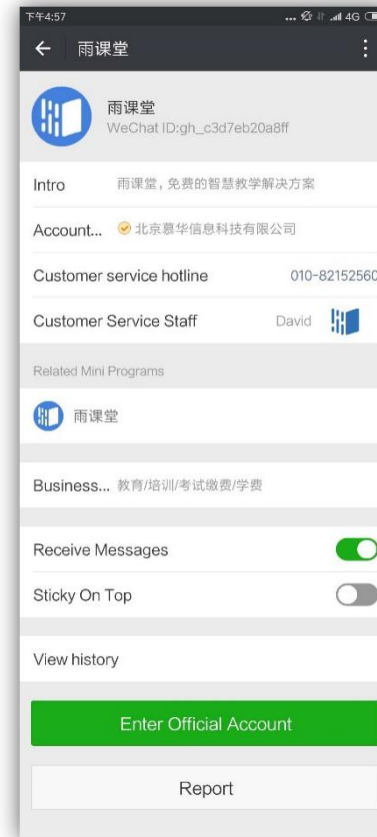 下午4:57
... 4G
雨课堂
雨课堂
WeChat ID:gh_c3d7eb20a8ff
Intro 雨课堂，免费的智慧教学解决方案
Account... 北京慕华信息科技有限公司
Customer service hotline 010-82152560
Customer Service Staff David
Related Mini Programs
雨课堂
Business... 教育/培训/考试缴费/学费
Receive Messages
Sticky On Top
View history
Enter Official Account
Report